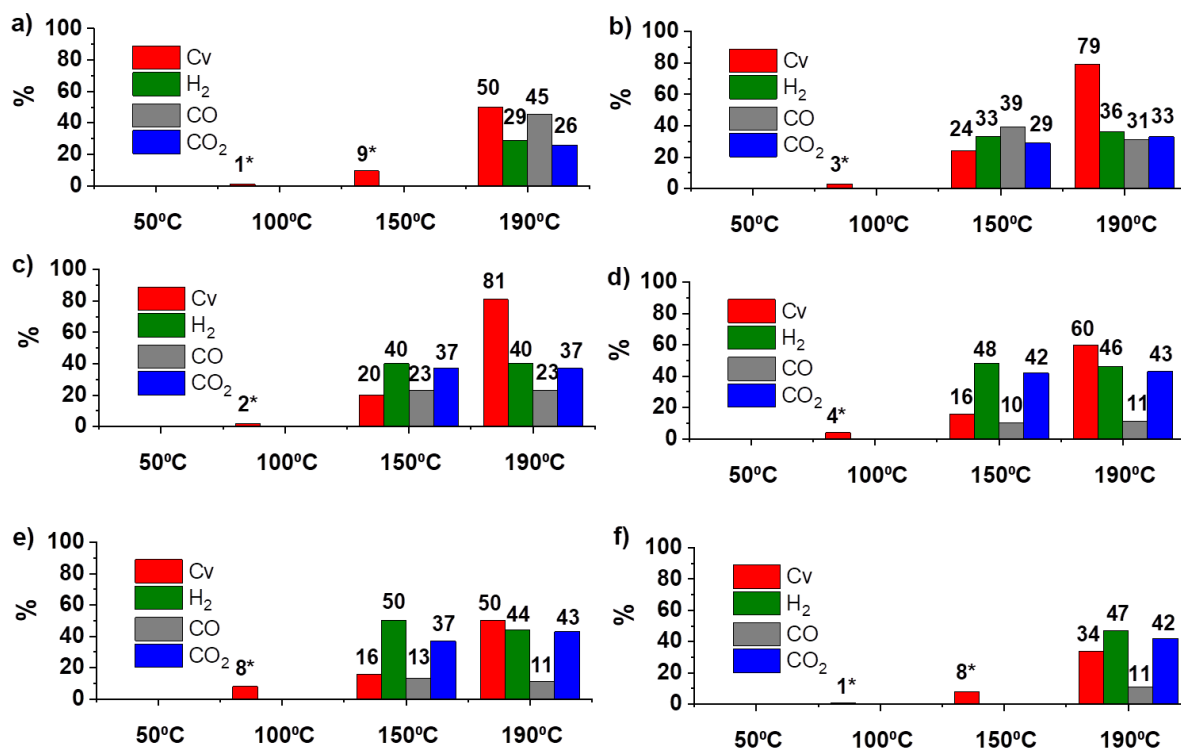 a)
100
80
60
40
20
0
%
Cv
H₂
CO
CO₂
1*
9*
50
29
45
26
50ºC
100ºC
150ºC
190ºC
b)
100
80
60
40
20
0
%
Cv
H₂
CO
CO₂
3*
24
33
39
29
79
36
31
33
50ºC
100ºC
150ºC
190ºC
c)
100
80
60
40
20
0
%
Cv
H₂
CO
CO₂
2*
20
40
23
37
81
40
23
37
50ºC
100ºC
150ºC
190ºC
d)
100
80
60
40
20
0
%
Cv
H₂
CO
CO₂
4*
16
48
10
42
60
46
11
43
50ºC
100ºC
150ºC
190ºC
e)
100
80
60
40
20
0
%
Cv
H₂
CO
CO₂
8*
16
50
13
37
50
44
11
43
50ºC
100ºC
150ºC
190ºC
f)
100
80
60
40
20
0
%
Cv
H₂
CO
CO₂
1*
8*
34
47
11
42
50ºC
100ºC
150ºC
190ºC